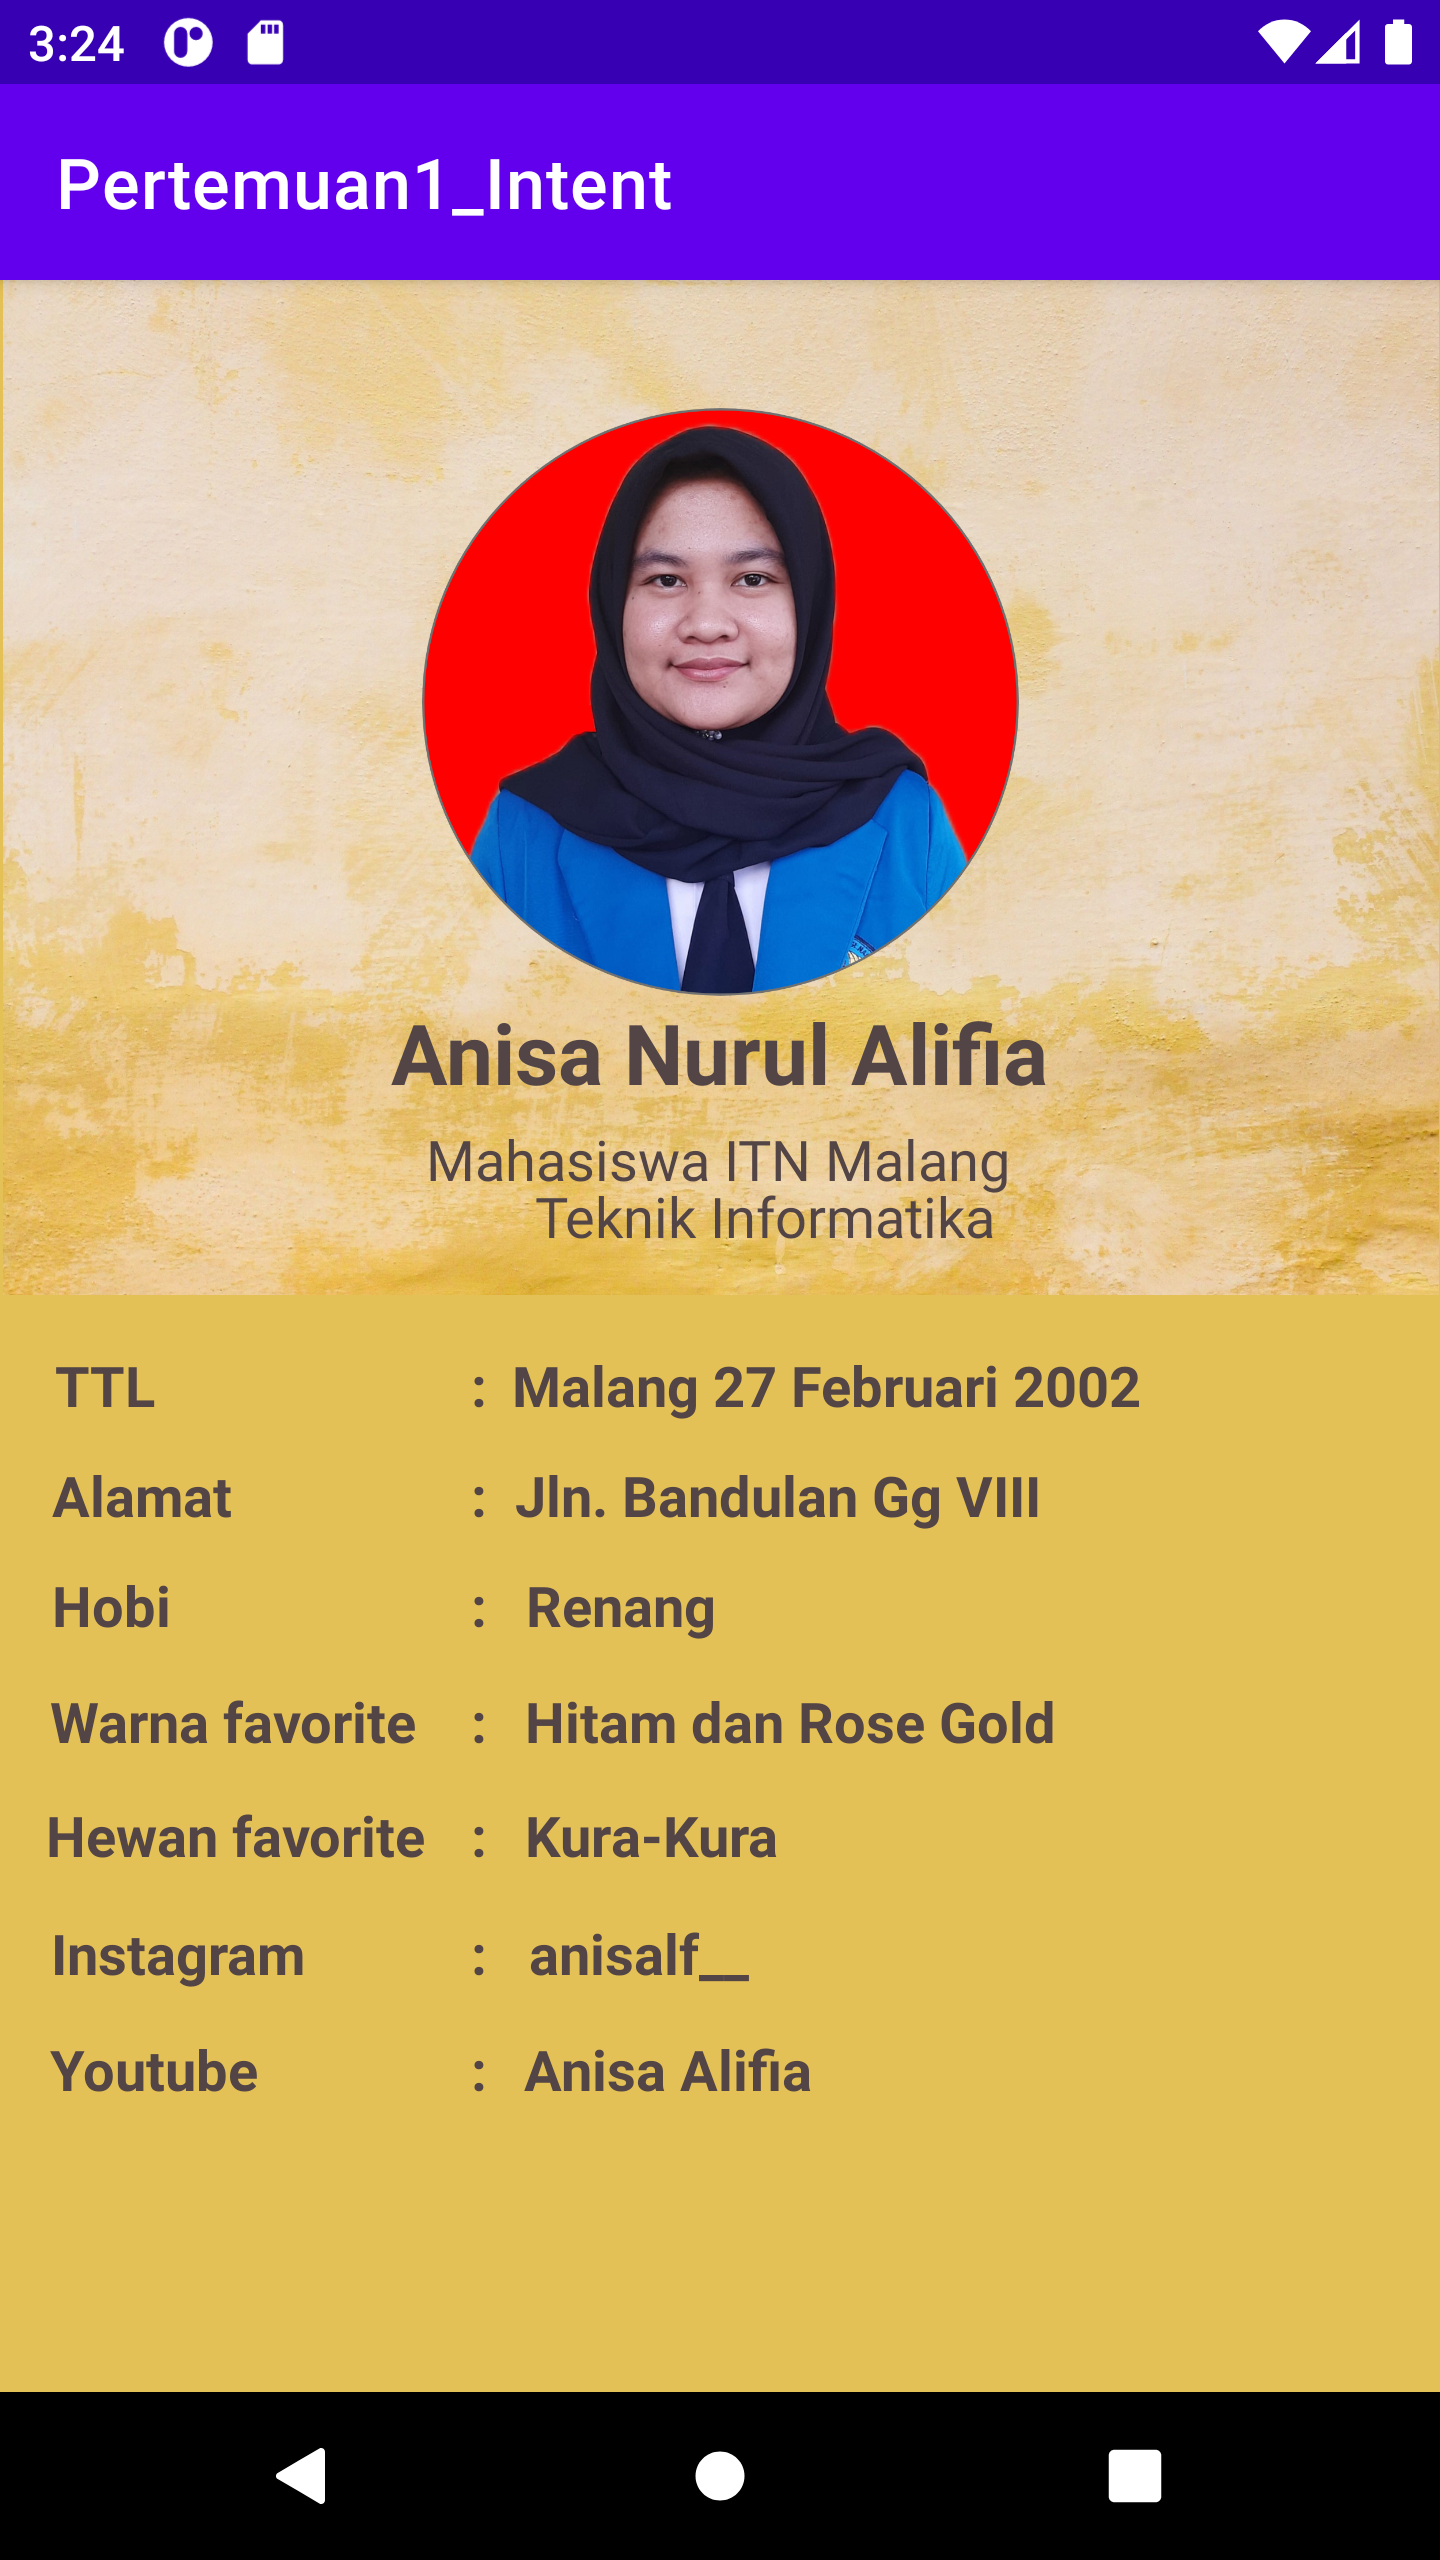 3:24
Pertemuan1_Intent
Anisa Nurul Alifia
Mahasiswa ITN Malang
Teknik Informatika
TTL : Malang 27 Februari 2002
Alamat : Jln. Bandulan Gg VIII
Hobi : Renang
Warna favorite : Hitam dan Rose Gold
Hewan favorite : Kura-Kura
Instagram : anisalf__
Youtube : Anisa Alifia